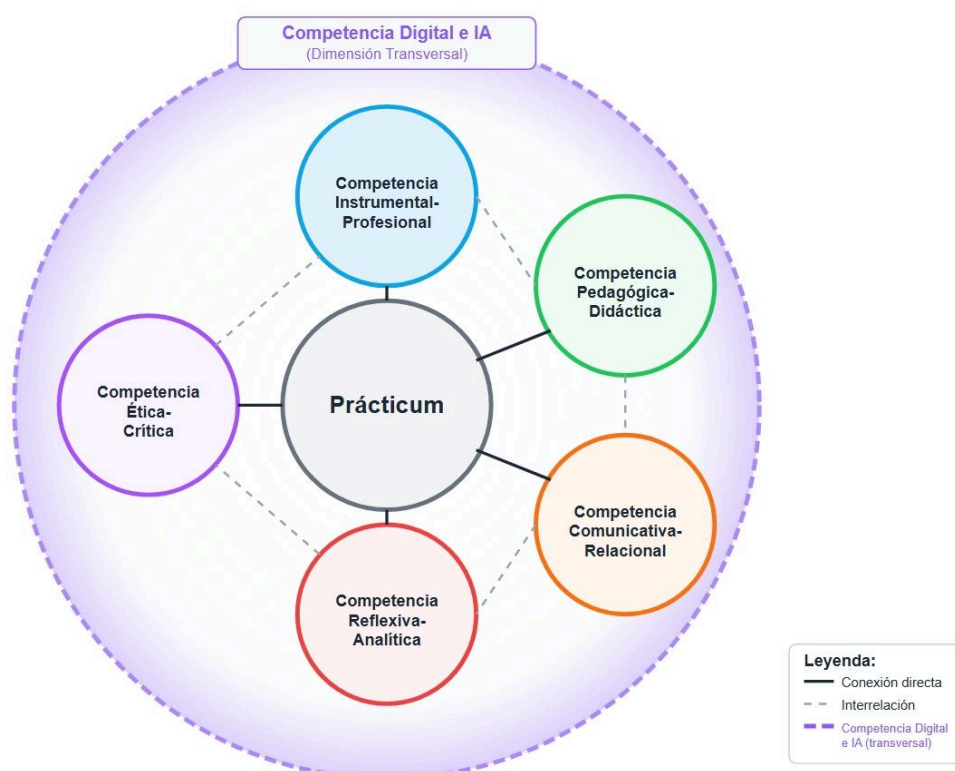 Competencia Digital e IA
(Dimensión Transversal)
Competencia
Instrumental-
Profesional
Competencia
Pedagógica-
Didáctica
Competencia
Ética-
Crítica
Prácticum
Competencia
Comunicativa-
Relacional
Competencia
Reflexiva-
Analítica
Leyenda:
Conexión directa
Interrelación
Competencia Digital
e IA (transversal)